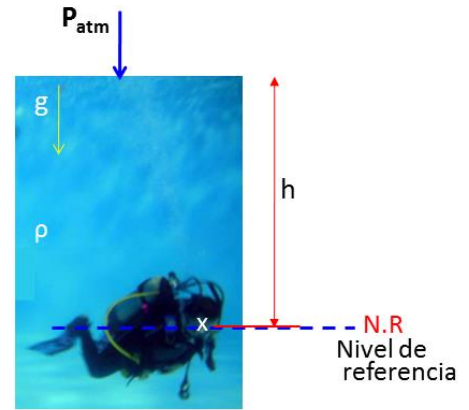 Patm
g
h
ρ
x
N.R
Nivel de
referencia